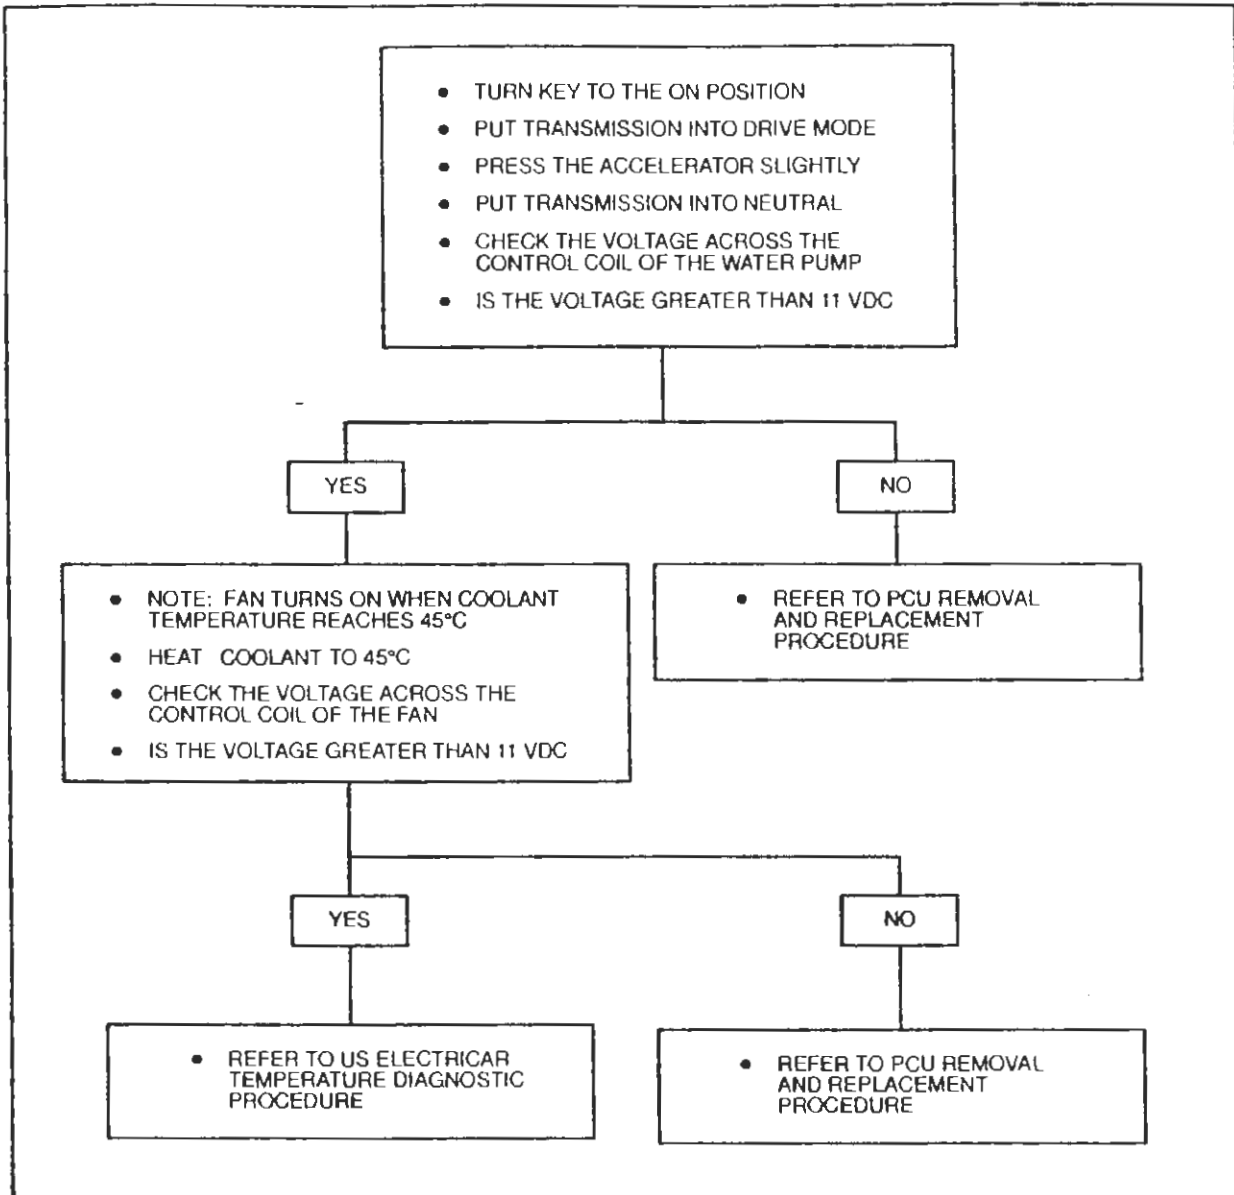 • TURN KEY TO THE ON POSITION
• PUT TRANSMISSION INTO DRIVE MODE
• PRESS THE ACCELERATOR SLIGHTLY
• PUT TRANSMISSION INTO NEUTRAL
• CHECK THE VOLTAGE ACROSS THE
CONTROL COIL OF THE WATER PUMP
• IS THE VOLTAGE GREATER THAN 11 VDC
YES
NO
• NOTE: FAN TURNS ON WHEN COOLANT
TEMPERATURE REACHES 45°C
• HEAT COOLANT TO 45°C
• CHECK THE VOLTAGE ACROSS THE
CONTROL COIL OF THE FAN
• IS THE VOLTAGE GREATER THAN 11 VDC
• REFER TO PCU REMOVAL
AND REPLACEMENT
PROCEDURE
YES
NO
• REFER TO US ELECTRICAR
TEMPERATURE DIAGNOSTIC
PROCEDURE
• REFER TO PCU REMOVAL
AND REPLACEMENT
PROCEDURE